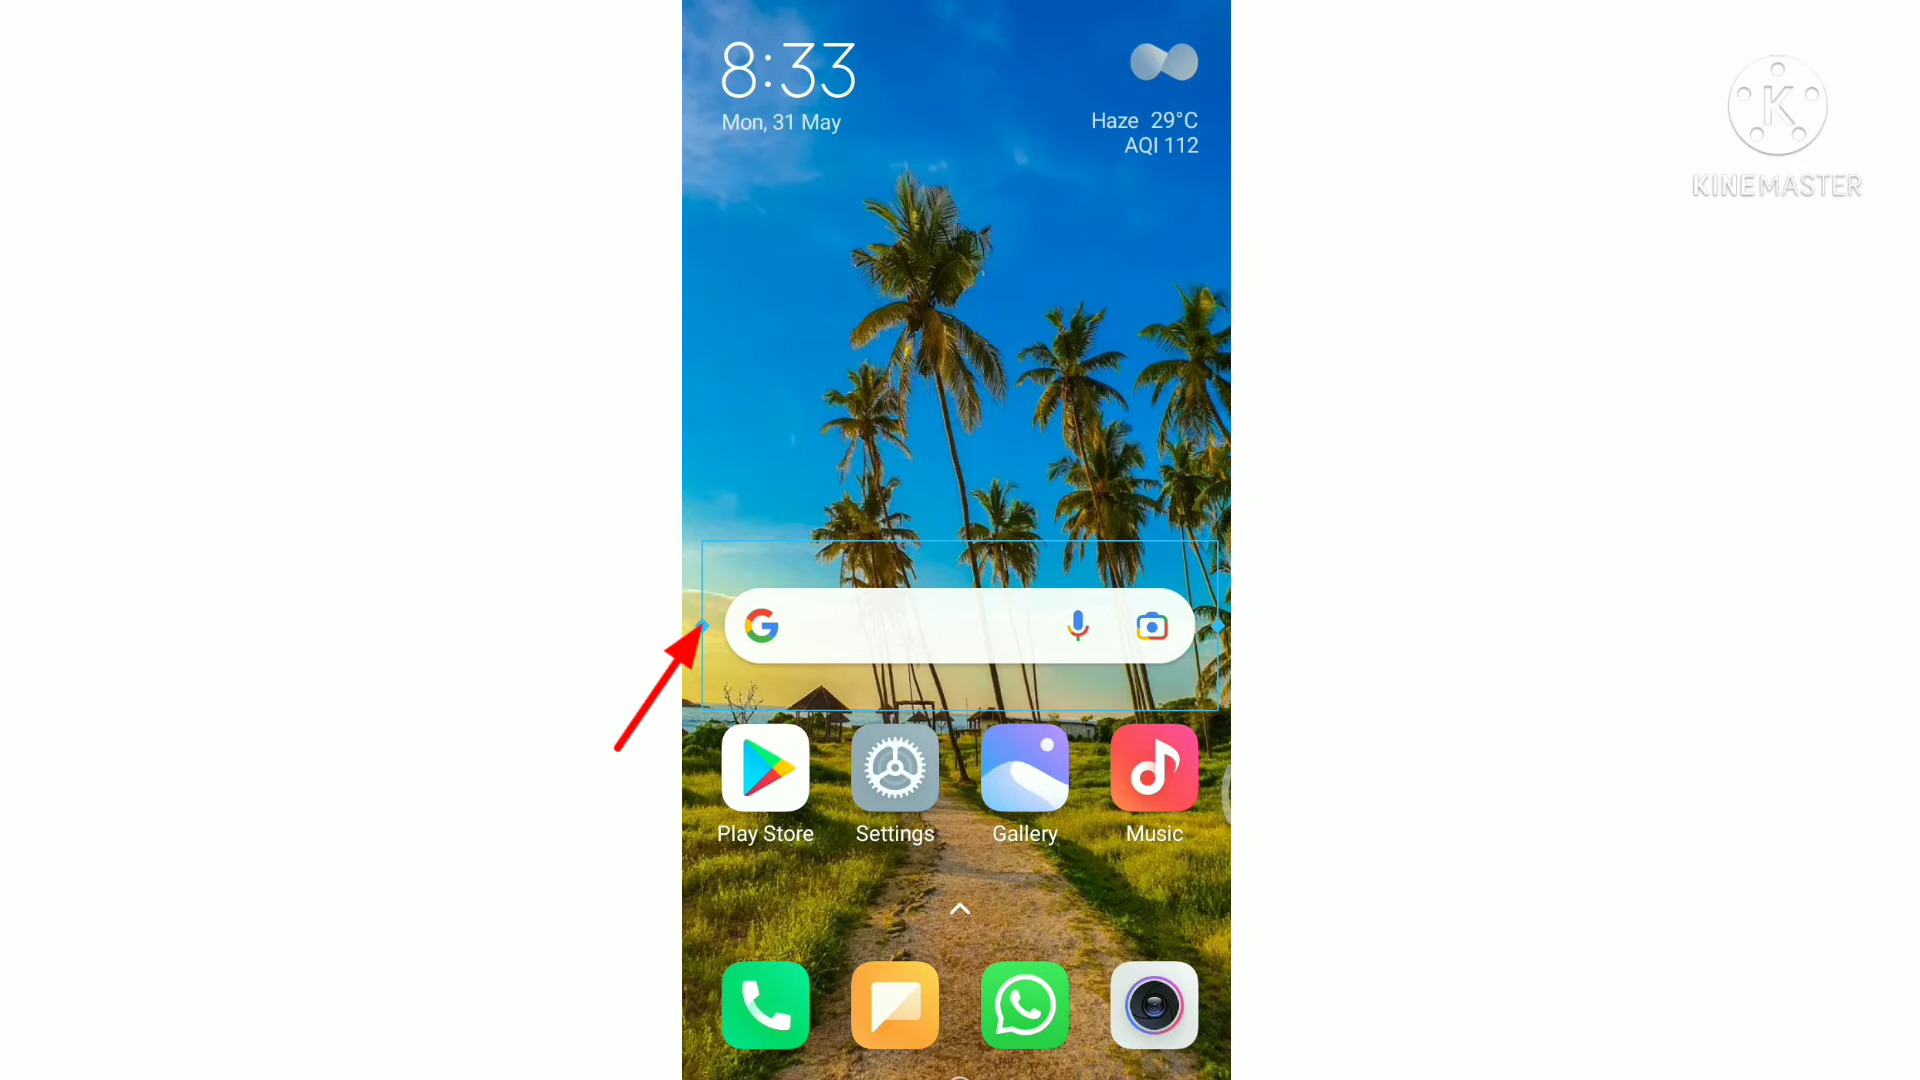 8:33
Mon, 31 May
Haze 29°C
AQI 112
K
KINEMASTER
G
Play Store
Settings
Gallery
Music